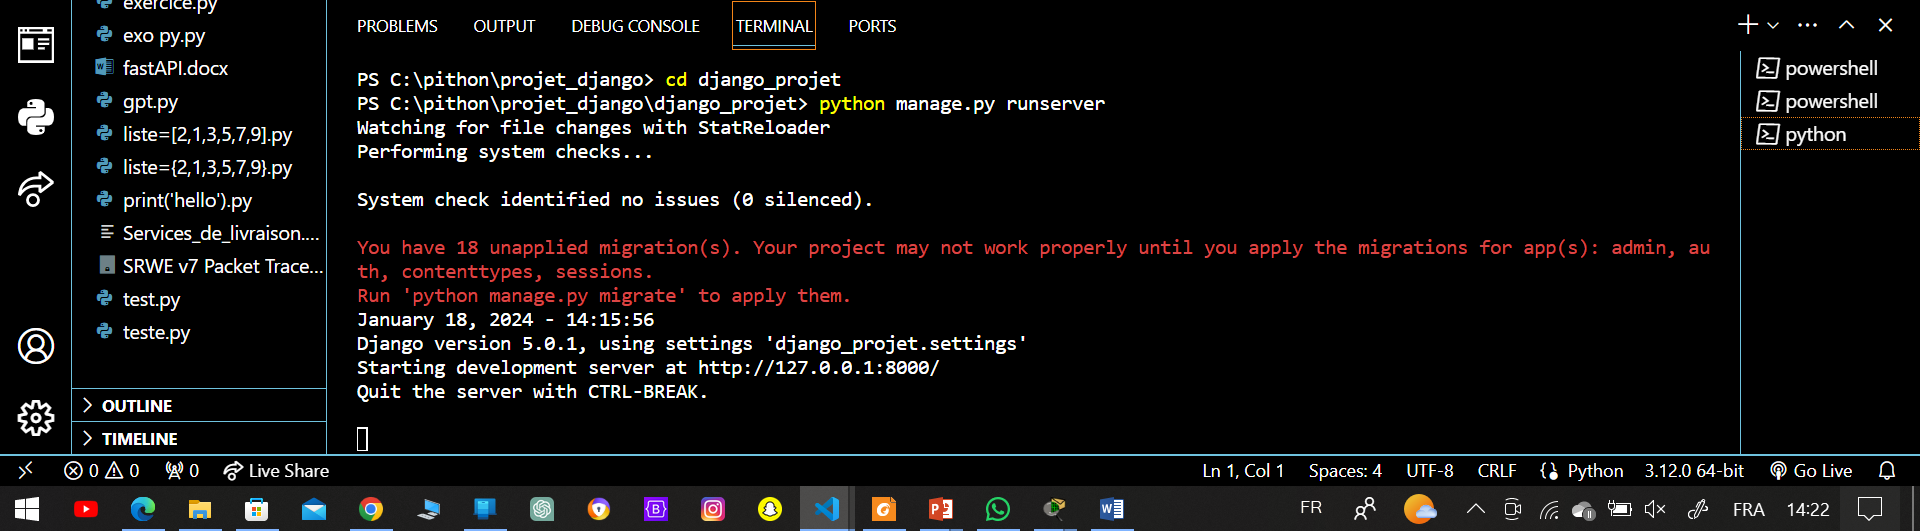 exercice.py
exo py.py
fastAPI.docx
gpt.py
liste=[2,1,3,5,7,9].py
liste={2,1,3,5,7,9}.py
print('hello').py
Services_de_livraison....
SRWE v7 Packet Trace...
test.py
teste.py
OUTLINE
TIMELINE
PROBLEMS OUTPUT DEBUG CONSOLE TERMINAL PORTS
PS C:\pithon\projet_django> cd django_projet
PS C:\pithon\projet_django\django_projet> python manage.py runserver
Watching for file changes with StatReloader
Performing system checks...
System check identified no issues (0 silenced).
You have 18 unapplied migration(s). Your project may not work properly until you apply the migrations for app(s): admin, au
th, contenttypes, sessions.
Run 'python manage.py migrate' to apply them.
January 18, 2024 - 14:15:56
Django version 5.0.1, using settings 'django_projet.settings'
Starting development server at http://127.0.0.1:8000/
Quit the server with CTRL-BREAK.
powershell
powershell
python
0 0 0 Live Share Ln 1, Col 1 Spaces: 4 UTF-8 CRLF Python 3.12.0 64-bit Go Live
FR FRA 14:22